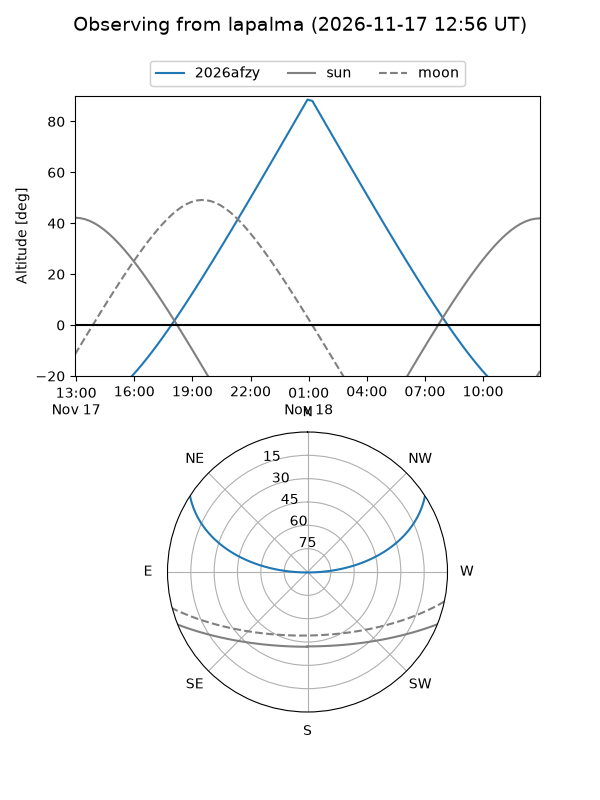 Observing from lapalma (2026-11-17 12:56 UT)
2026afzy sun moon
Altitude [deg]
80
60
40
20
0
−20
13:00 16:00 19:00 22:00 01:00 04:00 07:00 10:00
Nov 17 Nov 18
N
NE NW
15
30
45
60
75
E W
SE SW
S